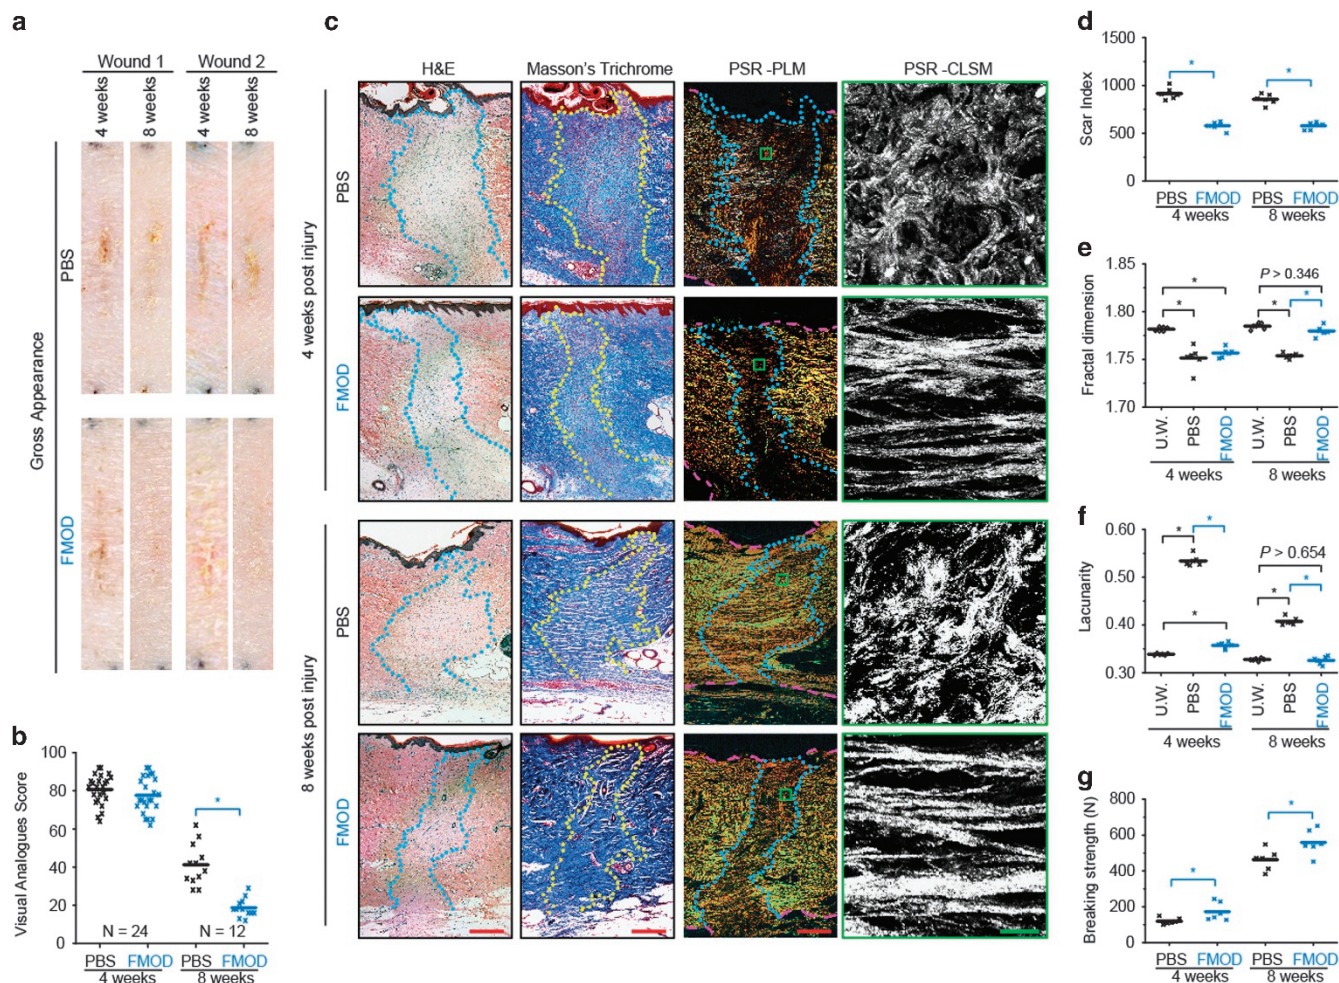 a
Wound 1
Wound 2
4 weeks
8 weeks
4 weeks
8 weeks
Gross Appearance
PBS
FMOD
b
Visual Analogues Score
100
80
60
40
20
0
*
N = 24
N = 12
PBS
FMOD
PBS
FMOD
4 weeks
8 weeks
c
H&E
Masson's Trichrome
PSR -PLM
PSR -CLSM
4 weeks post injury
PBS
FMOD
8 weeks post injury
PBS
FMOD
d
Scar Index
1500
1000
500
0
*
*
PBS
FMOD
PBS
FMOD
4 weeks
8 weeks
e
Fractal dimension
1.85
1.80
1.75
1.70
*
*
P > 0.346
*
*
U.W.
PBS
FMOD
U.W.
PBS
FMOD
4 weeks
8 weeks
f
Lacunarity
0.60
0.50
0.40
0.30
*
*
*
P > 0.654
*
*
U.W.
PBS
FMOD
U.W.
PBS
FMOD
4 weeks
8 weeks
g
Breaking strength (N)
800
600
400
200
0
*
*
PBS
FMOD
PBS
FMOD
4 weeks
8 weeks